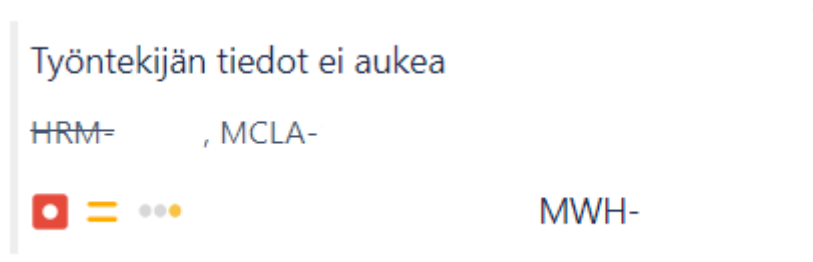 Työntekijän tiedot ei aukea
HRM- , MCLA-
MWH-